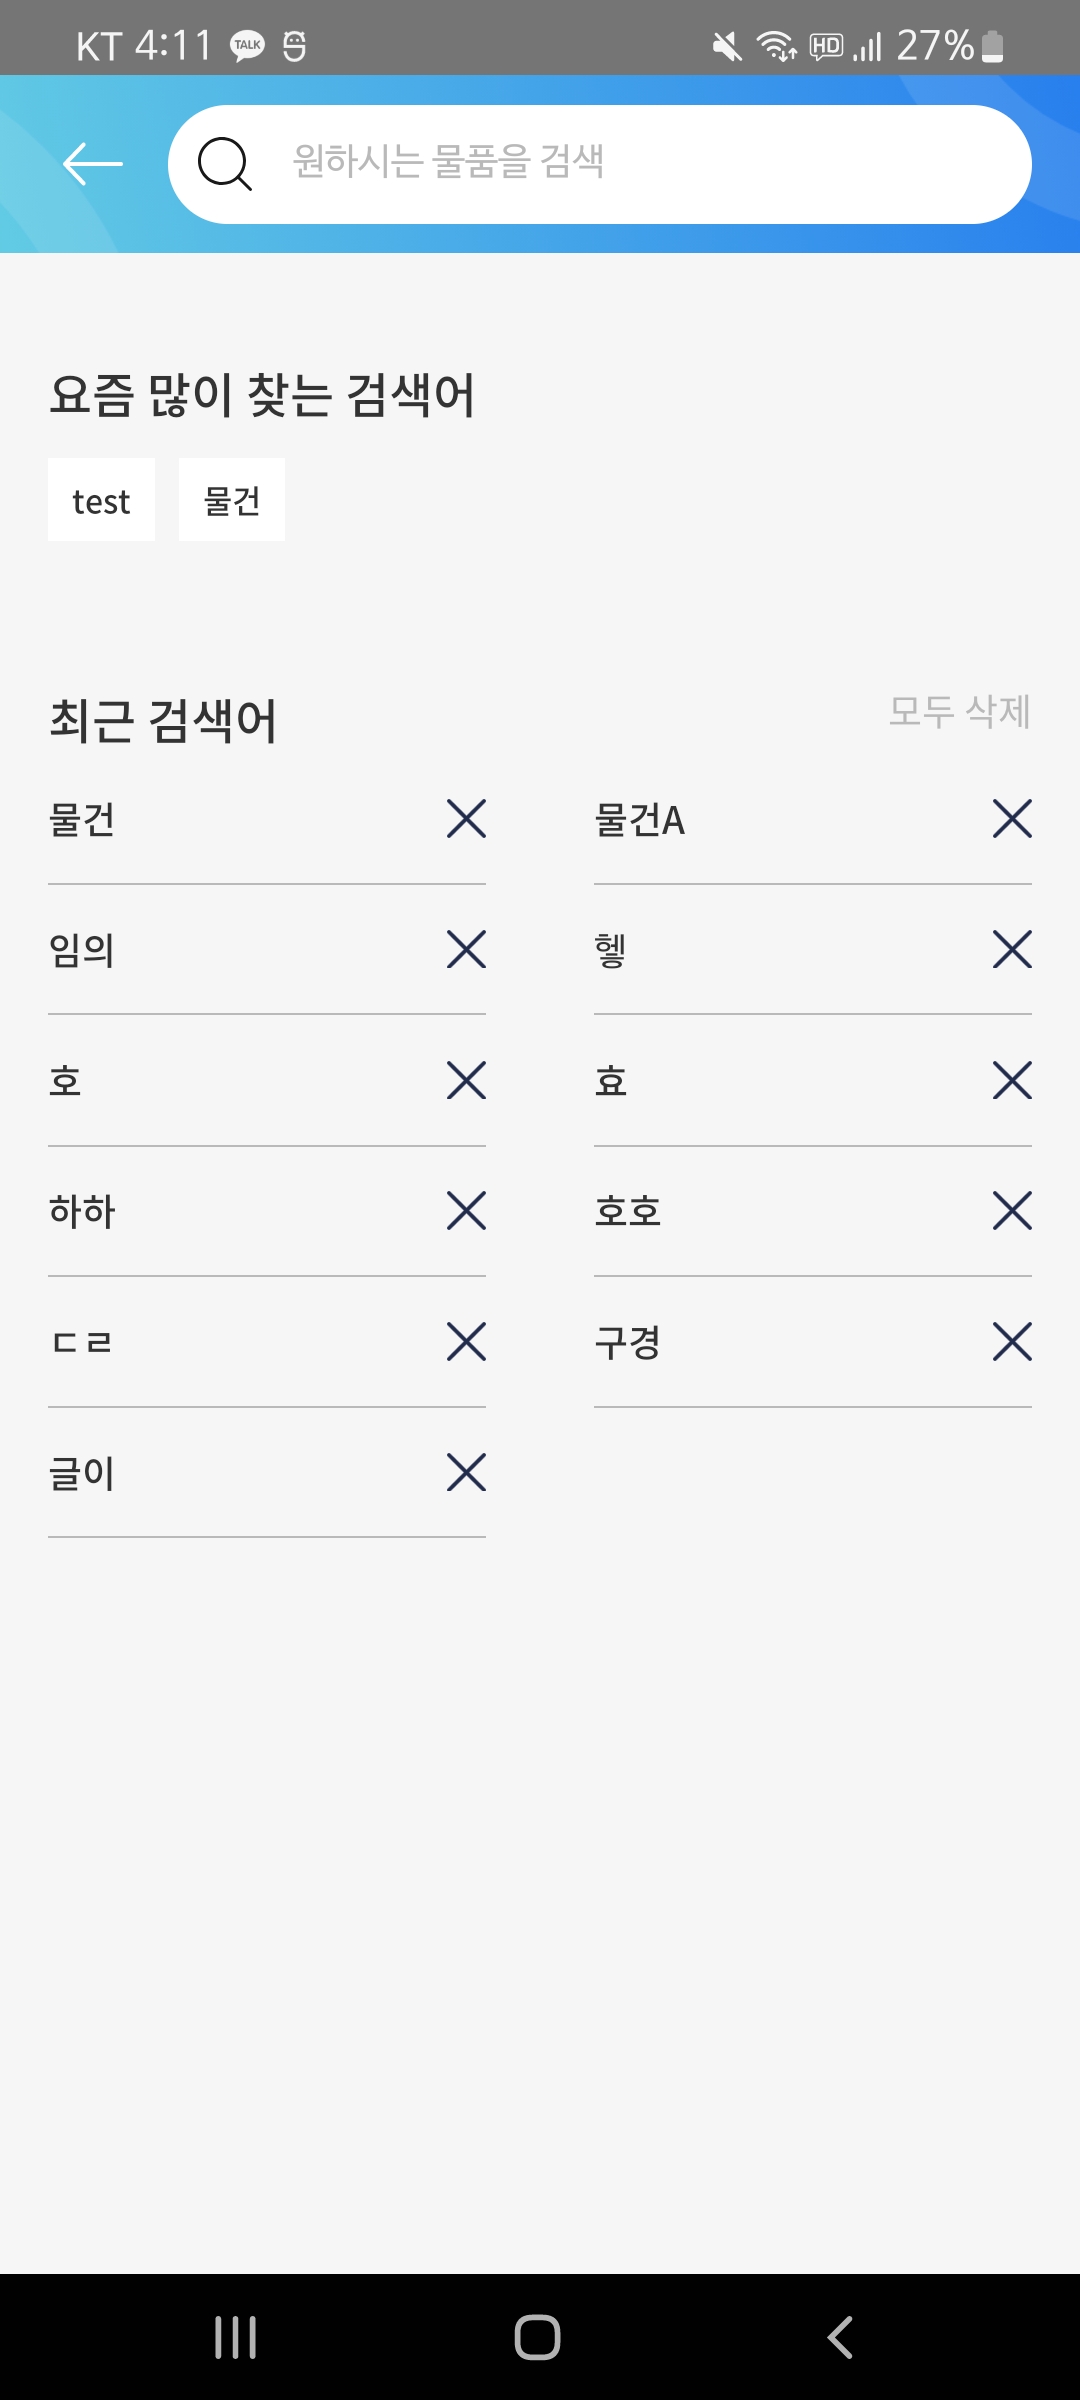 KT 4:11 TALK HD 27%
원하시는 물품을 검색
요즘 많이 찾는 검색어
test 물건
최근 검색어 모두 삭제
물건 물건A
임의 헿
호 효
하하 호호
ㄷㄹ 구경
글이